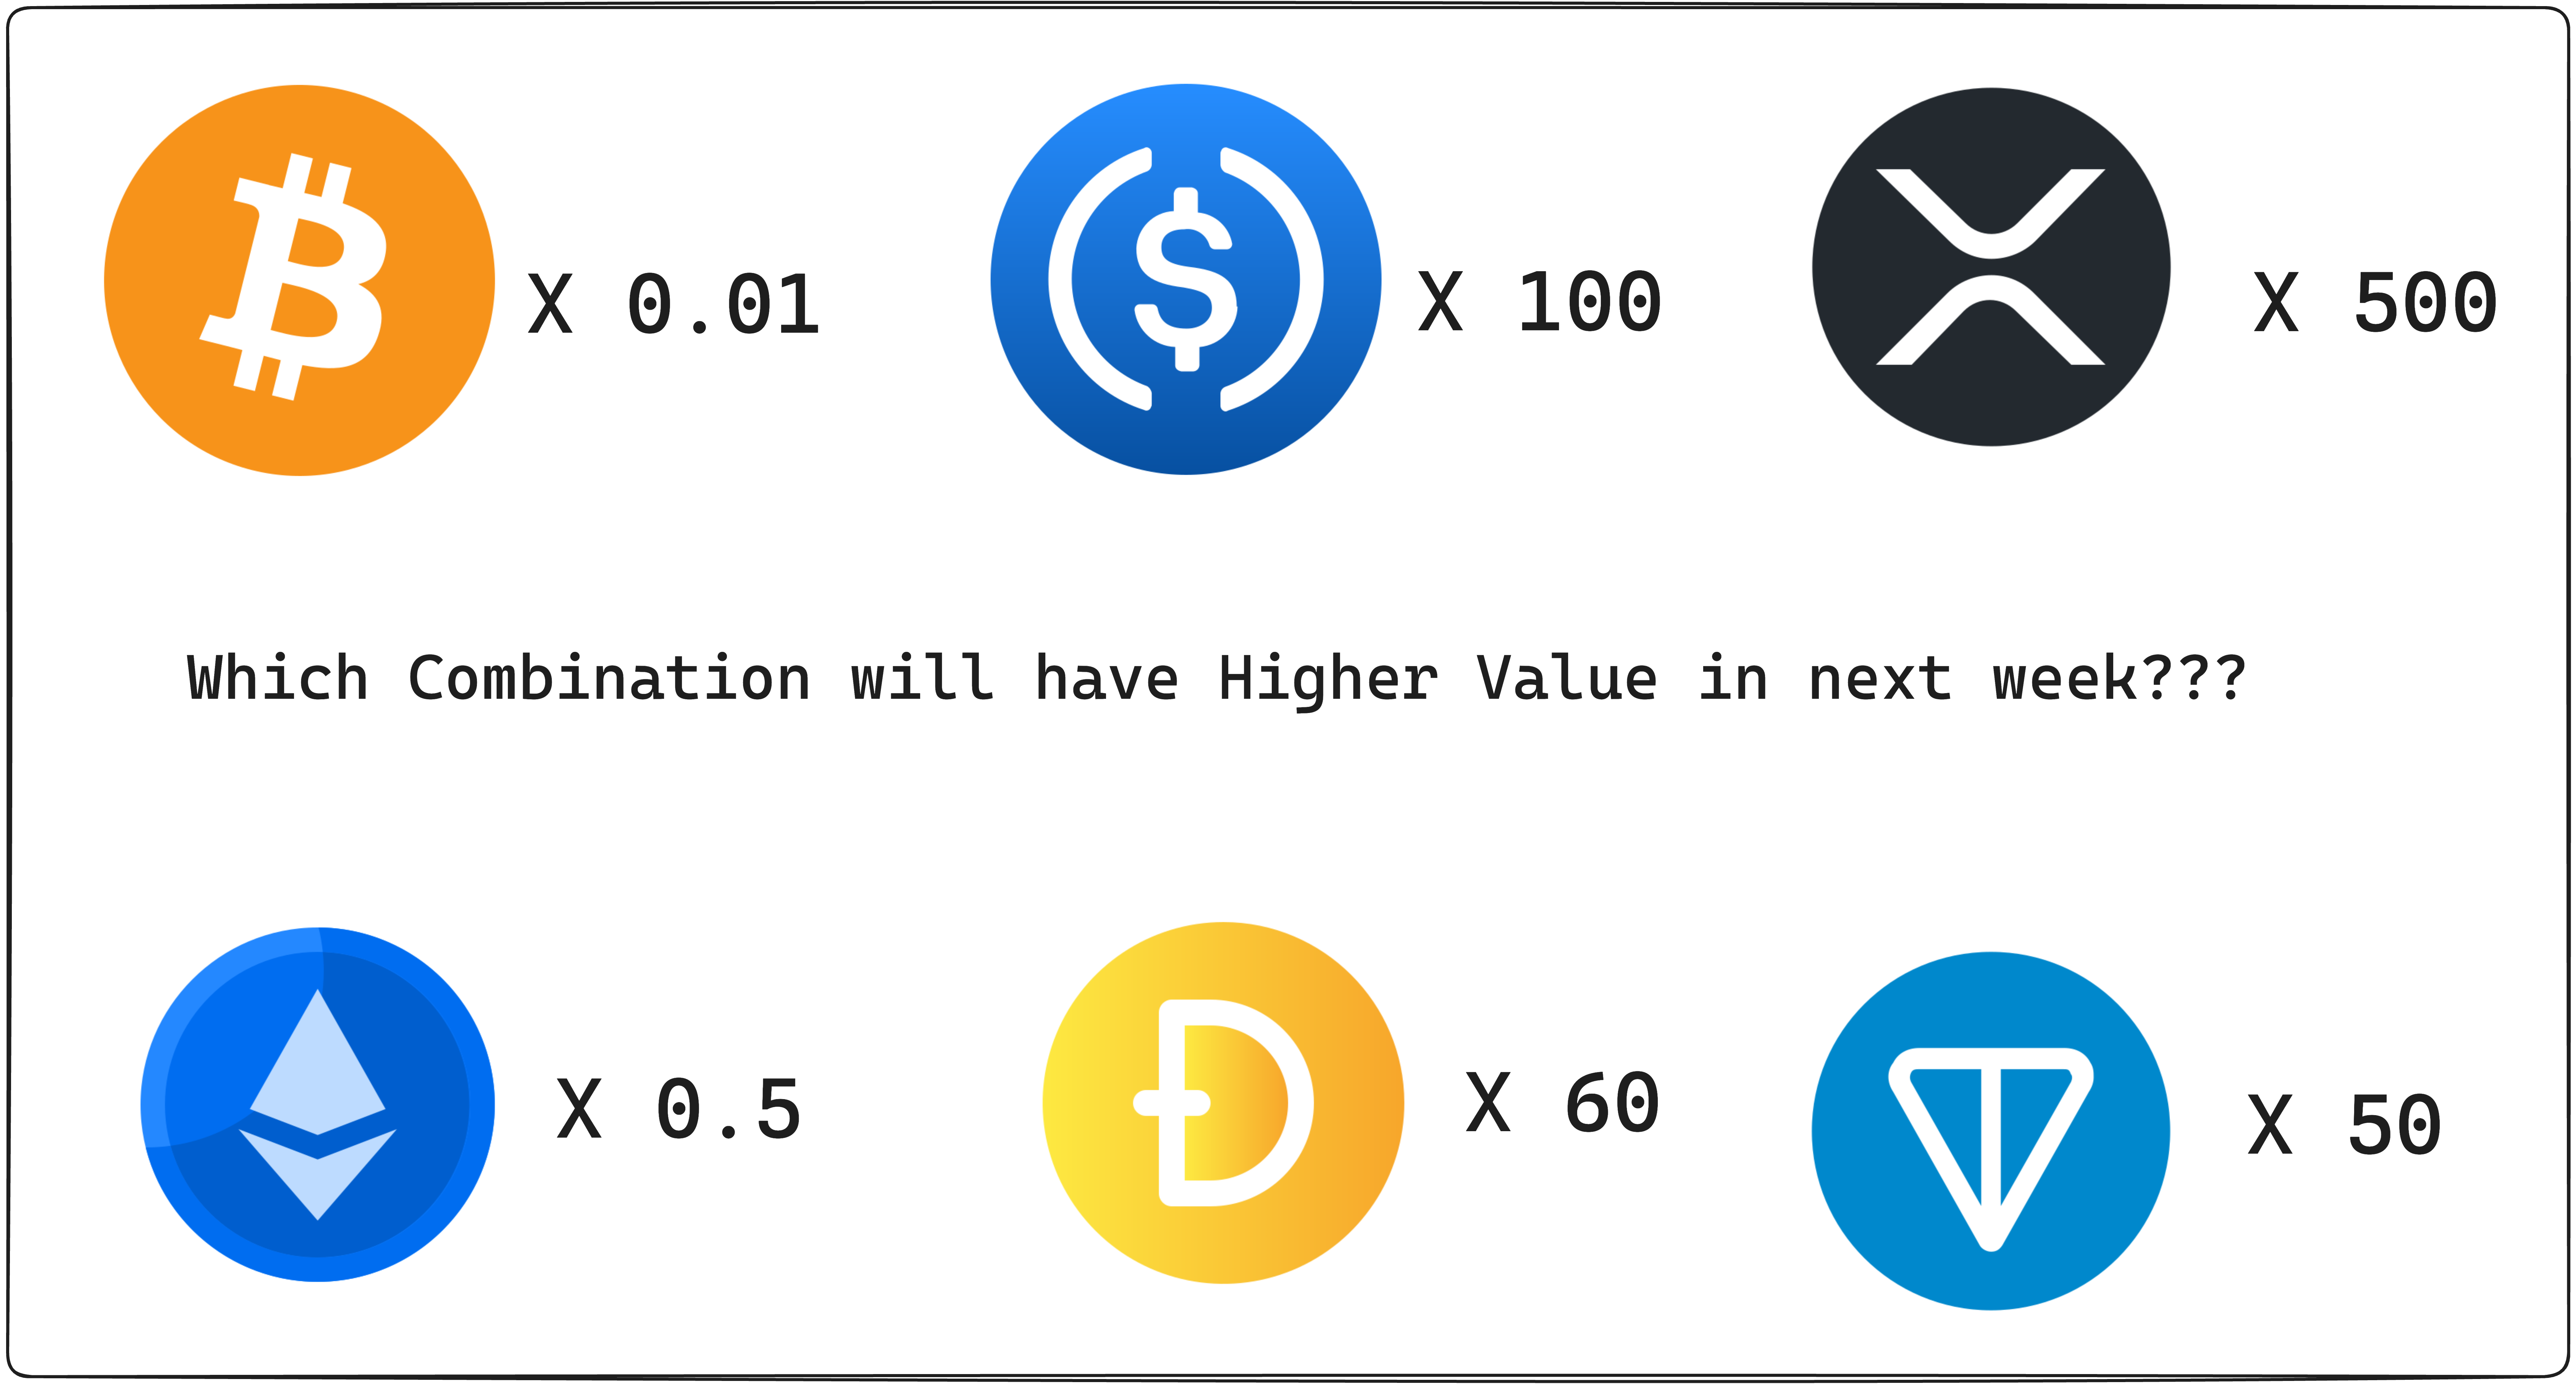 X 0.01
X 100
X 500
Which Combination will have Higher Value in next week???
X 0.5
X 60
X 50